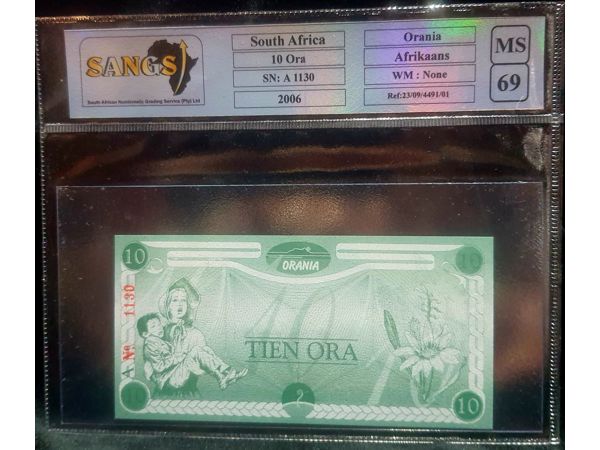 SANGS
South African Numismatic Grading Service (Pty) Ltd
South Africa
10 Ora
SN: A 1130
2006
Orania
Afrikaans
WM : None
Ref:23/09/4491/01
MS
69
10
ORANIA
10
A No 1130
10
TIEN ORA
10
10